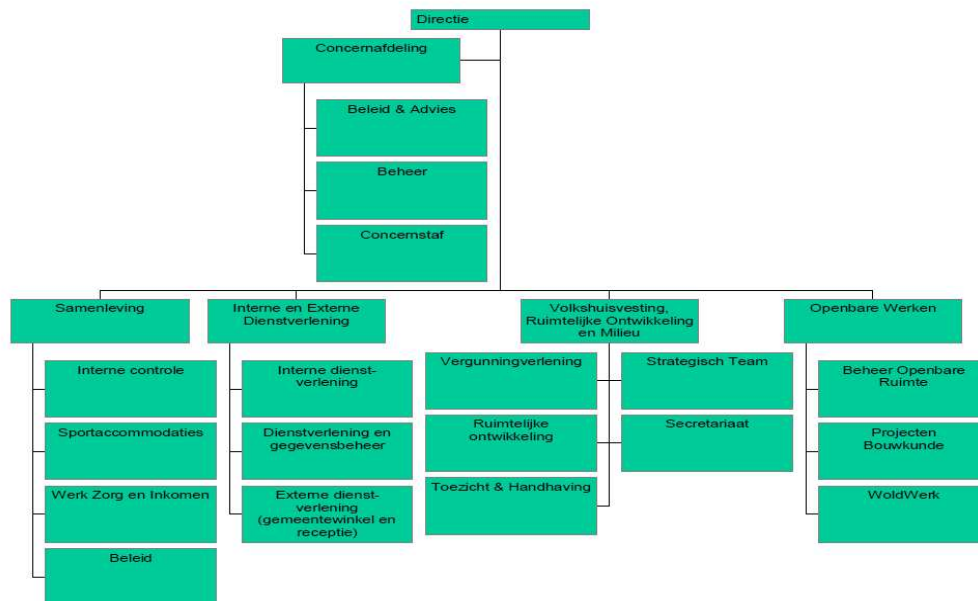 Directie
Concernafdeling
Beleid & Advies
Beheer
Concernstaf
Samenleving
Interne controle
Sportaccommodaties
Werk Zorg en Inkomen
Beleid
Interne en Externe
Dienstverlening
Interne dienst-
verlening
Dienstverlening en
gegevensbeheer
Externe dienst-
verlening
(gemeentewinkel en
receptie)
Volkshuisvesting,
Ruimtelijke Ontwikkeling
en Milieu
Vergunningverlening
Strategisch Team
Ruimtelijke
ontwikkeling
Secretariaat
Toezicht & Handhaving
Openbare Werken
Beheer Openbare
Ruimte
Projecten
Bouwkunde
WoldWerk